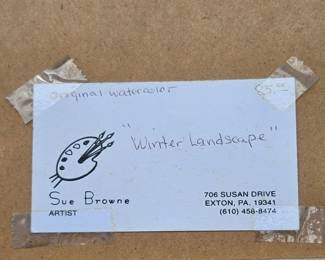 Original watercolor
"Winter Landscape"
Sue Browne
ARTIST
706 SUSAN DRIVE
EXTON, PA. 19341
(610) 458-8474